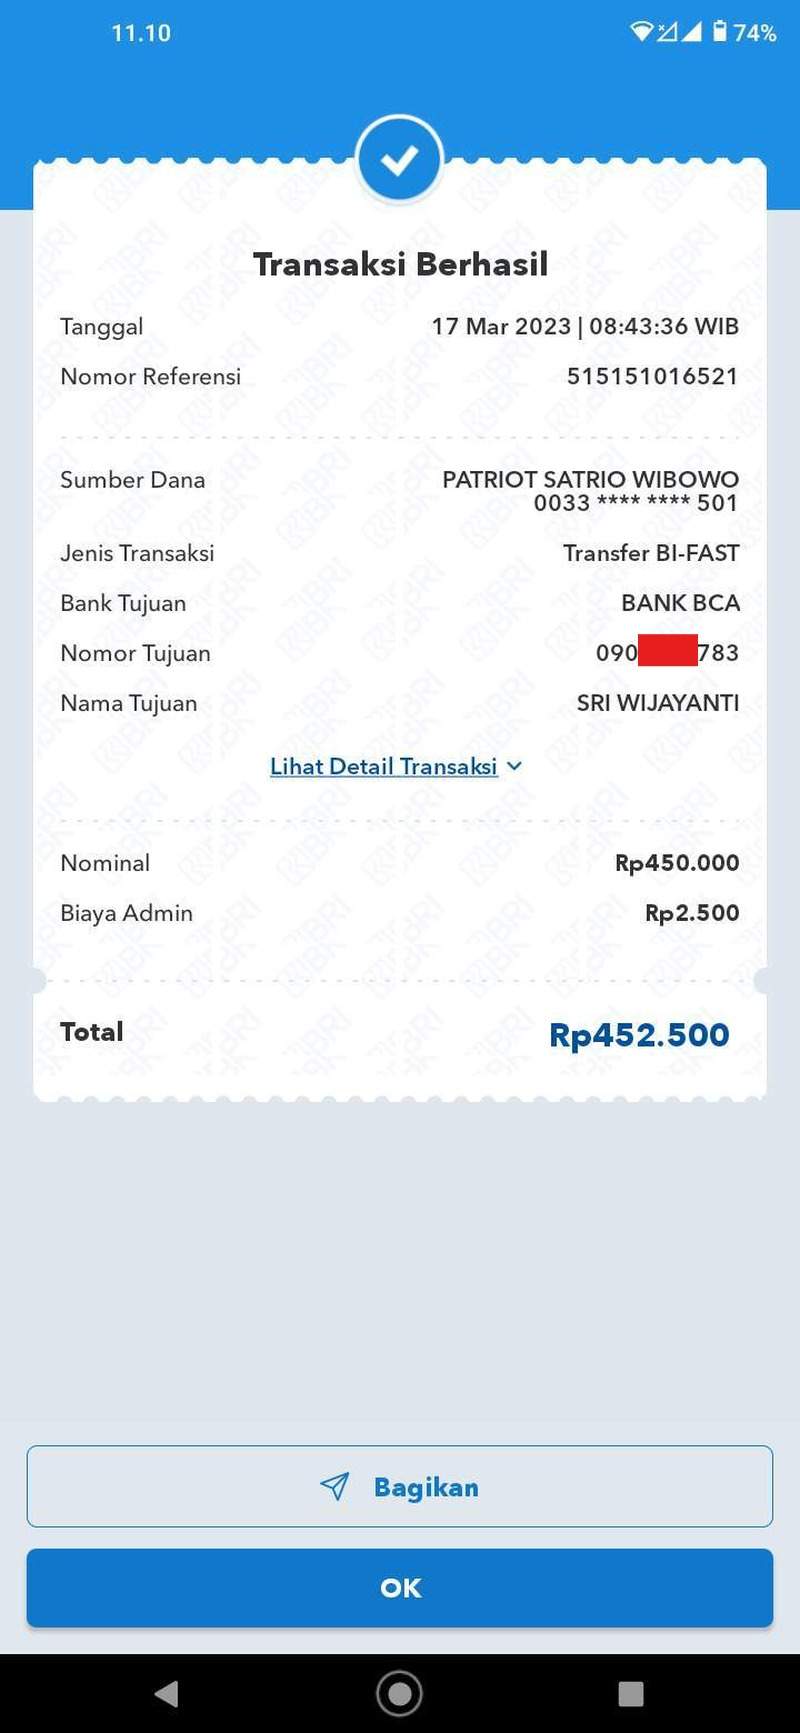 11.10
74%
Transaksi Berhasil
Tanggal 17 Mar 2023 | 08:43:36 WIB
Nomor Referensi 515151016521
Sumber Dana PATRIOT SATRIO WIBOWO
0033 **** **** 501
Jenis Transaksi Transfer BI-FAST
Bank Tujuan BANK BCA
Nomor Tujuan 090 783
Nama Tujuan SRI WIJAYANTI
Lihat Detail Transaksi
Nominal Rp450.000
Biaya Admin Rp2.500
Total Rp452.500
Bagikan
OK